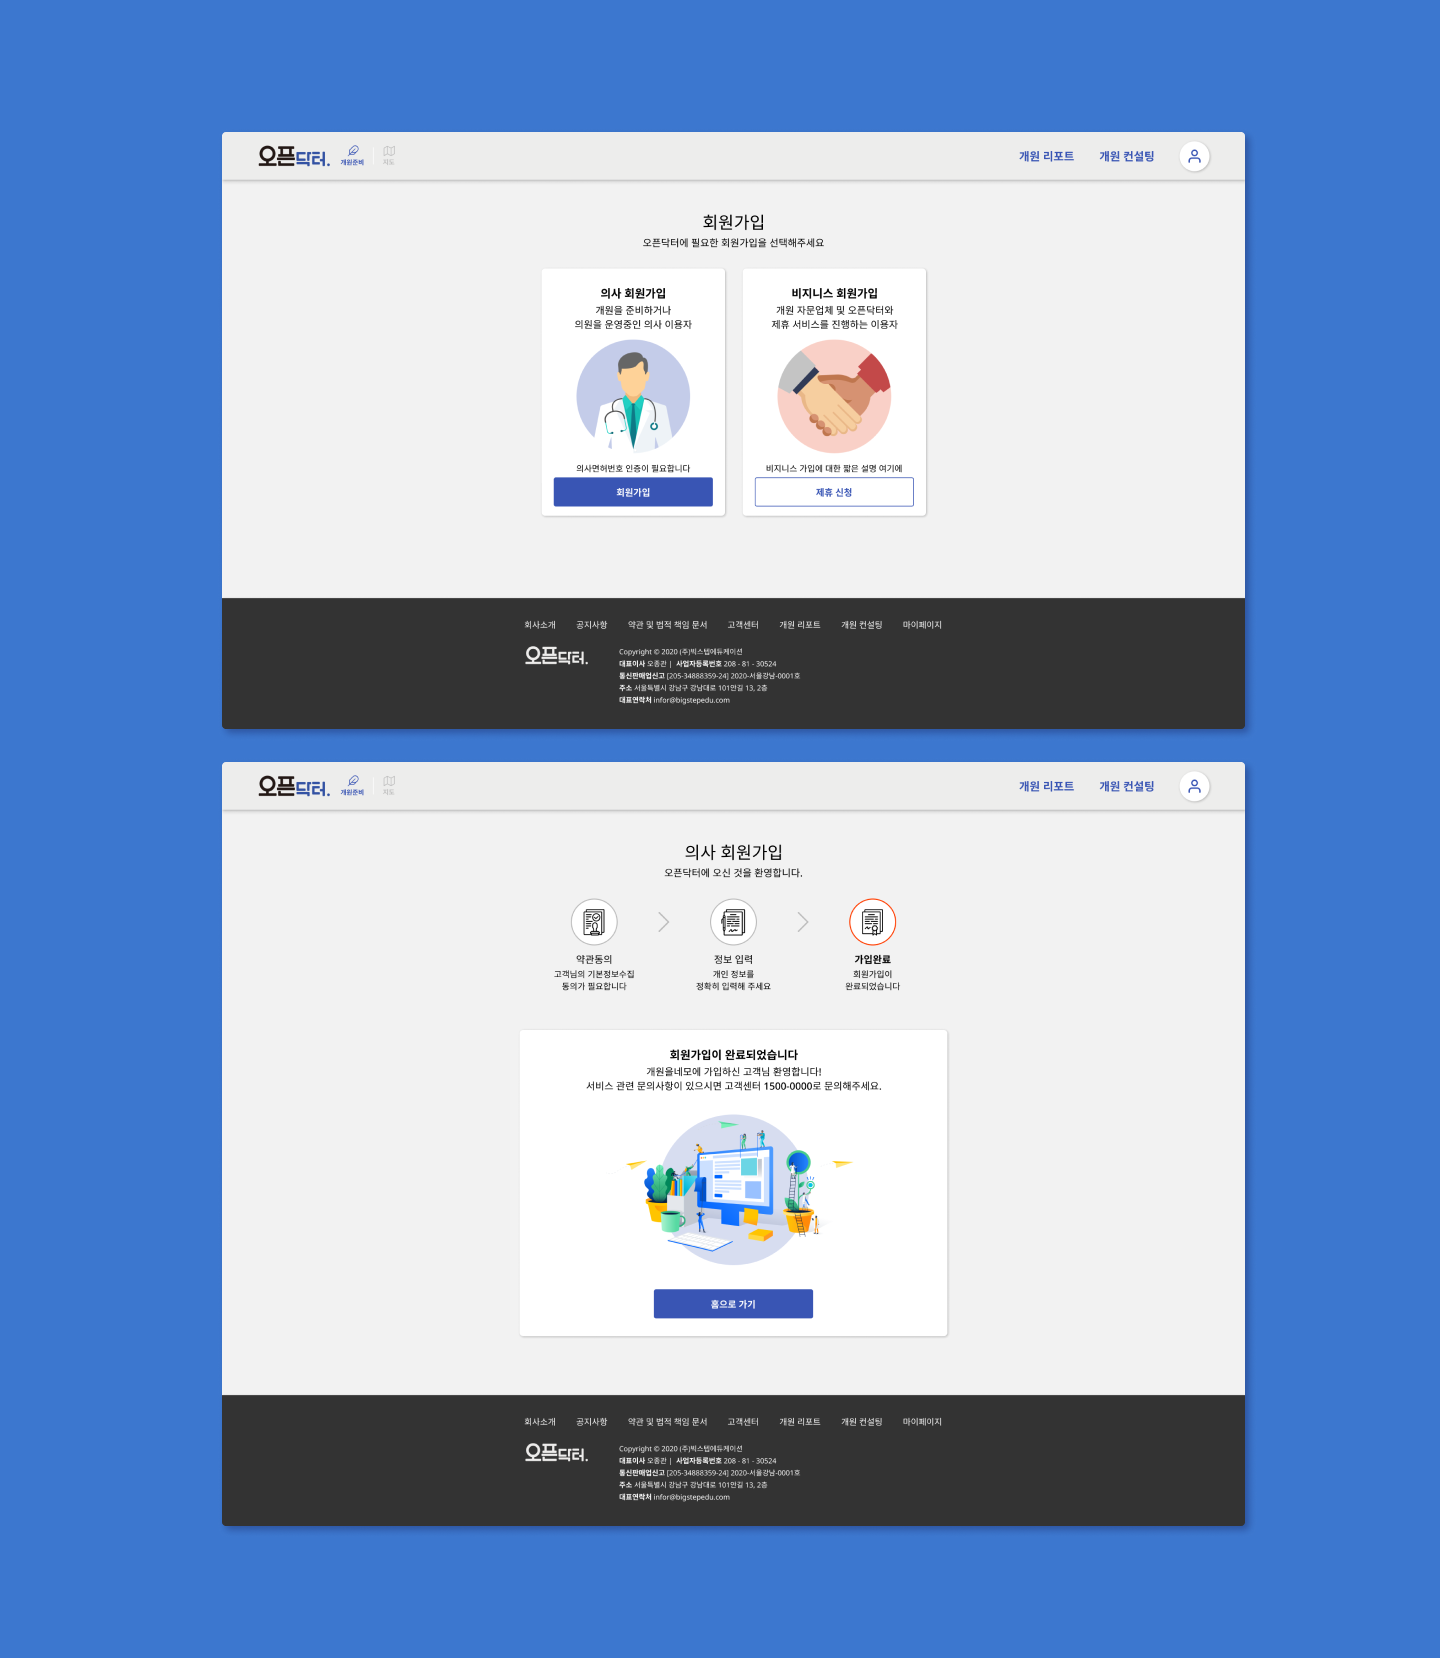 오픈닥터.
개원준비
지도
개원 리포트
개원 컨설팅
회원가입
오픈닥터에 필요한 회원가입을 선택해주세요
의사 회원가입
개원을 준비하거나
의원을 운영중인 의사 이용자
의사면허번호 인증이 필요합니다
회원가입
비지니스 회원가입
개원 자문업체 및 오픈닥터와
제휴 서비스를 진행하는 이용자
비지니스 가입에 대한 짧은 설명 여기에
제휴 신청
회사소개
공지사항
약관 및 법적 책임 문서
고객센터
개원 리포트
개원 컨설팅
마이페이지
오픈닥터.
Copyright © 2020 (주)빅스텝에듀케이션
대표이사 오종관 | 사업자등록번호 208 - 81 - 30524
통신판매업신고 [205-34888359-24] 2020-서울강남-0001호
주소 서울특별시 강남구 강남대로 101안길 13, 2층
대표연락처 infor@bigstepedu.com
오픈닥터.
개원준비
지도
개원 리포트
개원 컨설팅
의사 회원가입
오픈닥터에 오신 것을 환영합니다.
약관동의
고객님의 기본정보수집
동의가 필요합니다
정보 입력
개인 정보를
정확히 입력해 주세요
가입완료
회원가입이
완료되었습니다
회원가입이 완료되었습니다
개원을네모에 가입하신 고객님 환영합니다!
서비스 관련 문의사항이 있으시면 고객센터 1500-0000로 문의해주세요.
홈으로 가기
회사소개
공지사항
약관 및 법적 책임 문서
고객센터
개원 리포트
개원 컨설팅
마이페이지
오픈닥터.
Copyright © 2020 (주)빅스텝에듀케이션
대표이사 오종관 | 사업자등록번호 208 - 81 - 30524
통신판매업신고 [205-34888359-24] 2020-서울강남-0001호
주소 서울특별시 강남구 강남대로 101안길 13, 2층
대표연락처 infor@bigstepedu.com